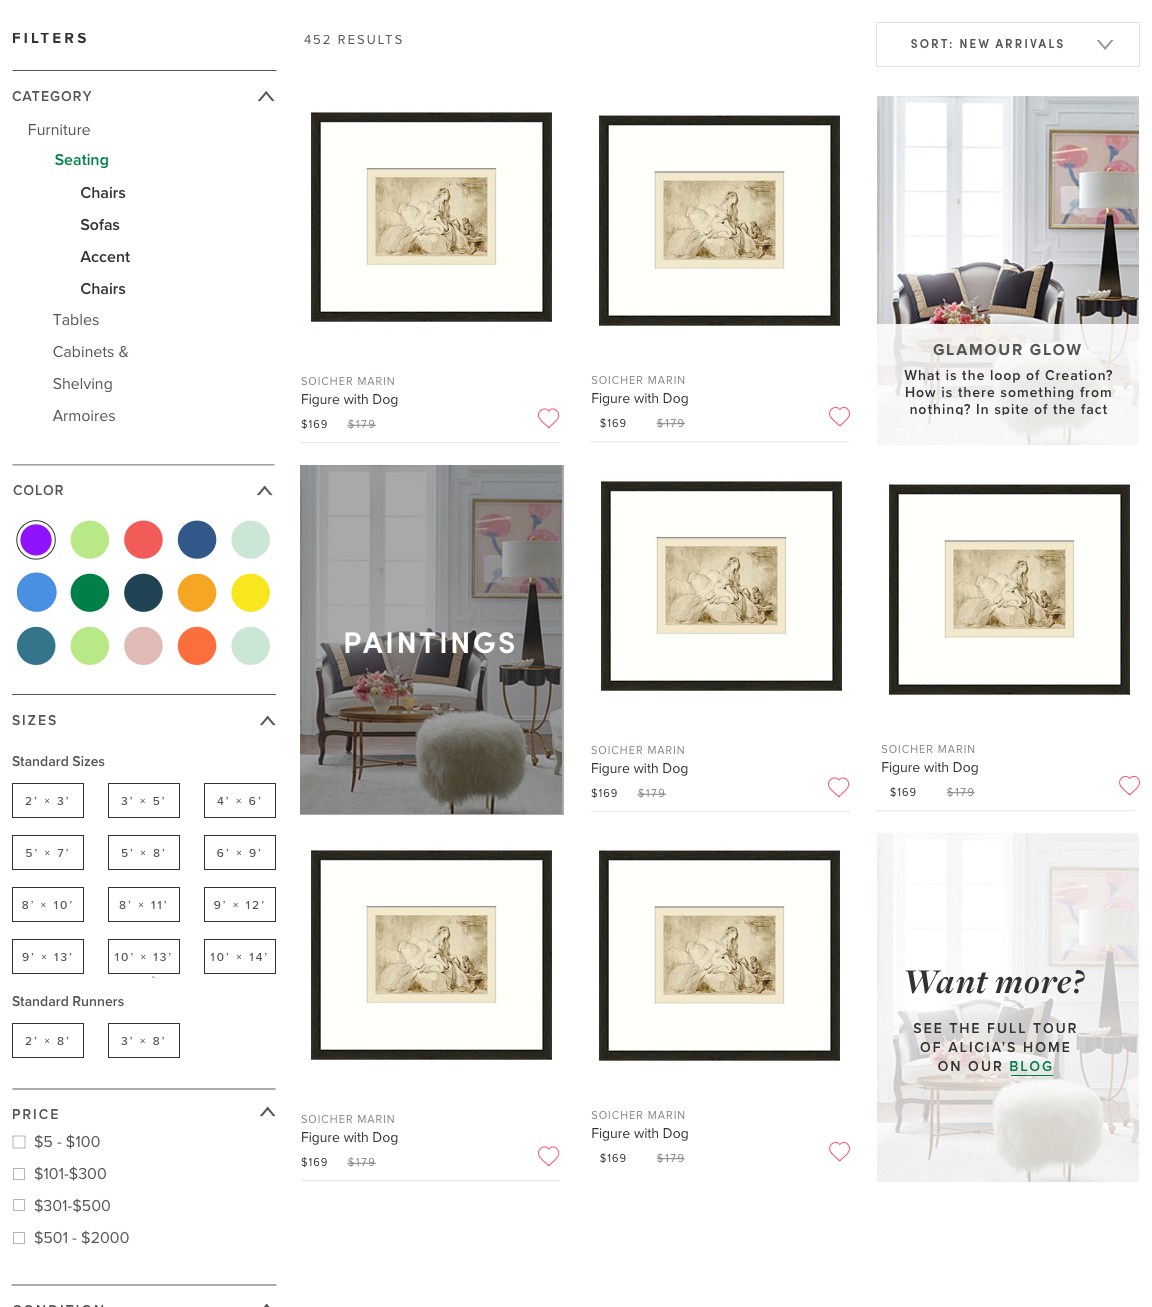 FILTERS
CATEGORY
Furniture
Seating
Chairs
Sofas
Accent
Chairs
Tables
Cabinets &
Shelving
Armoires
COLOR
SIZES
Standard Sizes
2' × 3'
3' × 5'
4' × 6'
5' × 7'
5' × 8'
6' × 9'
8' × 10'
8' × 11'
9' × 12'
9' × 13'
10' × 13'
10' × 14'
`
Standard Runners
2' × 8'
3' × 8'
PRICE
$5 - $100
$101-$300
$301-$500
$501 - $2000
CONDITION
452 RESULTS
SORT: NEW ARRIVALS
SOICHER MARIN
Figure with Dog
$169 $179
SOICHER MARIN
Figure with Dog
$169 $179
GLAMOUR GLOW
What is the loop of Creation?
How is there something from
nothing? In spite of the fact
PAINTINGS
SOICHER MARIN
Figure with Dog
$169 $179
SOICHER MARIN
Figure with Dog
$169 $179
SOICHER MARIN
Figure with Dog
$169 $179
SOICHER MARIN
Figure with Dog
$169 $179
Want more?
SEE THE FULL TOUR
OF ALICIA'S HOME
ON OUR BLOG